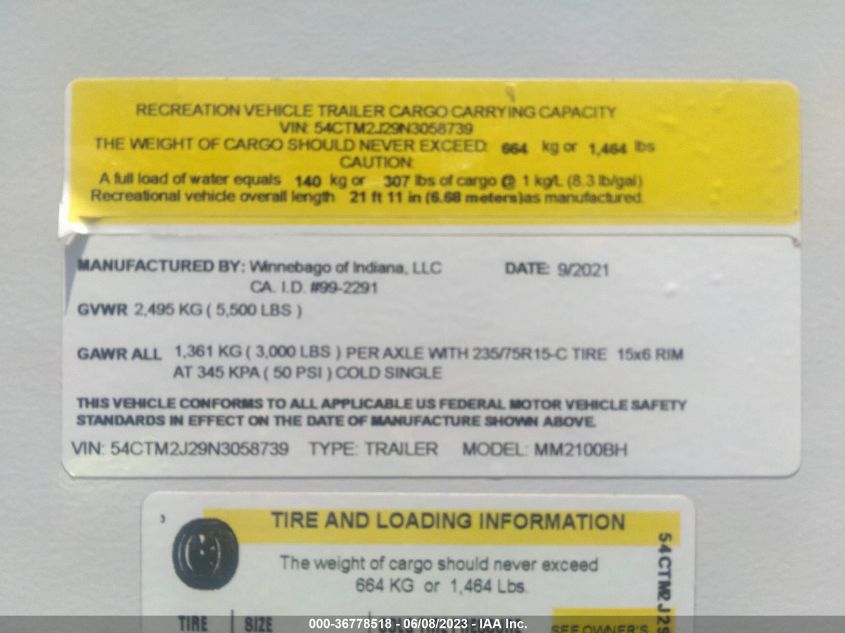 RECREATION VEHICLE TRAILER CARGO CARRYING CAPACITY
VIN: 54CTM2J29N3058739
THE WEIGHT OF CARGO SHOULD NEVER EXCEED: 664 kg or 1,464 lbs
CAUTION:
A full load of water equals 140 kg or 307 lbs of cargo @ 1 kg/L (8.3 lb/gal)
Recreational vehicle overall length 21 ft 11 in (6.68 meters)as manufactured.
MANUFACTURED BY: Winnebago of Indiana, LLC DATE: 9/2021
CA. I.D. #99-2291
GVWR 2,495 KG ( 5,500 LBS )
GAWR ALL 1,361 KG ( 3,000 LBS ) PER AXLE WITH 235/75R15-C TIRE 15x6 RIM
AT 345 KPA ( 50 PSI ) COLD SINGLE
THIS VEHICLE CONFORMS TO ALL APPLICABLE US FEDERAL MOTOR VEHICLE SAFETY
STANDARDS IN EFFECT ON THE DATE OF MANUFACTURE SHOWN ABOVE.
VIN: 54CTM2J29N3058739 TYPE: TRAILER MODEL: MM2100BH
3
TIRE AND LOADING INFORMATION
The weight of cargo should never exceed
664 KG or 1,464 Lbs.
54CTM2J29
TIRE SIZE COLD TIRE PRESSURE SEE OWNER'S
000-36778518 - 06/08/2023 - IAA Inc.